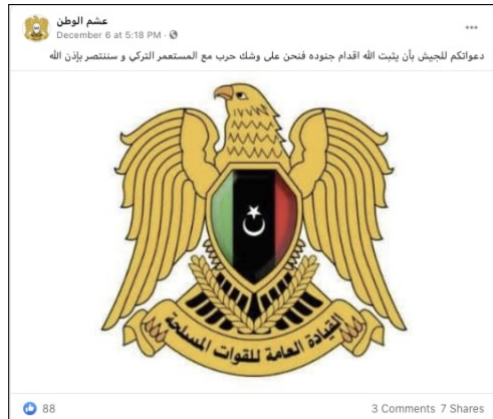 عشم الوطن
December 6 at 5:18 PM ·
دعواتكم للجيش بأن يثبت الله اقدام جنوده فنحن على وشك حرب مع المستعمر التركي و سننتصر بإذن الله
القيادة العامة للقوات المسلحة
88
3 Comments 7 Shares